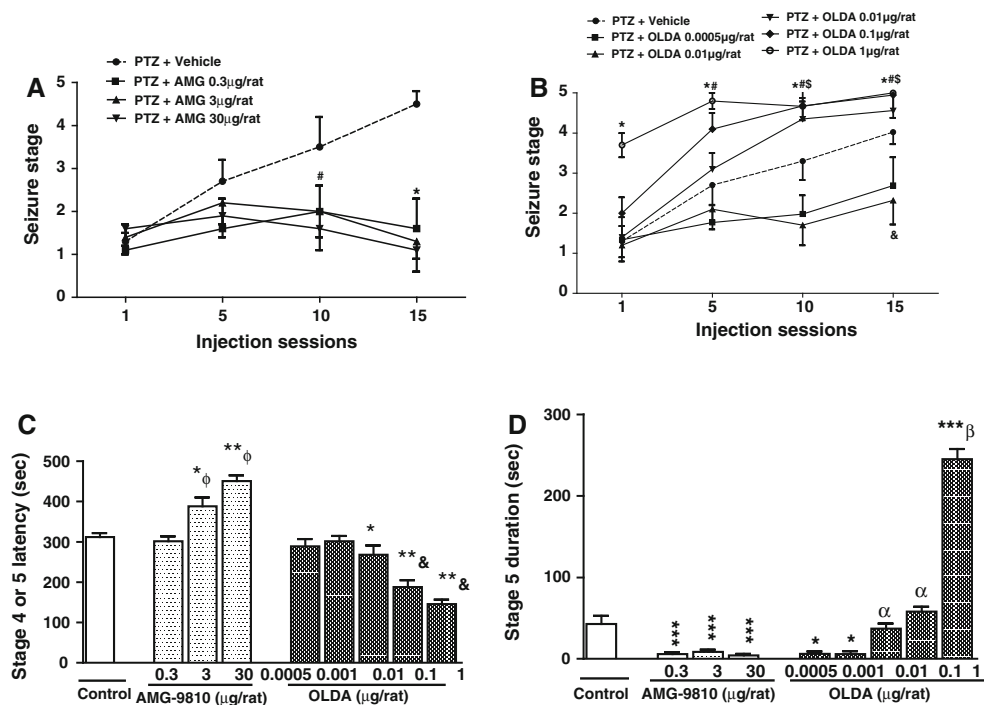 A
PTZ + Vehicle
PTZ + AMG 0.3μg/rat
PTZ + AMG 3μg/rat
PTZ + AMG 30μg/rat
Seizure stage
5
4
3
2
1
0
#
*
1 5 10 15
Injection sessions
B
PTZ + Vehicle
PTZ + OLDA 0.0005μg/rat
PTZ + OLDA 0.01μg/rat
PTZ + OLDA 0.01μg/rat
PTZ + OLDA 0.1μg/rat
PTZ + OLDA 1μg/rat
Seizure stage
5
4
3
2
1
0
*
*#
*#$
*#$
&
1 5 10 15
Injection sessions
C
Stage 4 or 5 latency (sec)
500
400
300
200
100
0
*ϕ
**ϕ
*
**&
**&
0.3 3 30 0.0005 0.001 0.01 0.1 1
Control AMG-9810 (μg/rat) OLDA (μg/rat)
D
Stage 5 duration (sec)
300
200
100
0
***
***
***
*
*
α
α
***β
0.3 3 30 0.0005 0.001 0.01 0.1 1
Control AMG-9810 (μg/rat) OLDA (μg/rat)